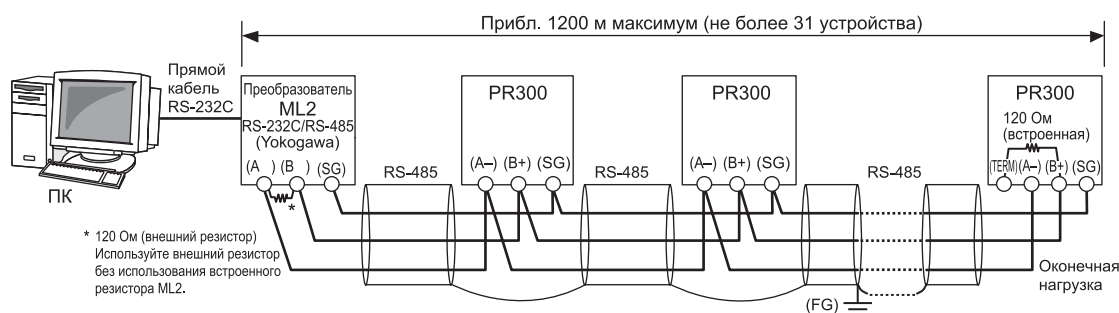 Прибл. 1200 м максимум (не более 31 устройства)
Прямой
кабель
RS-232C
ПК
Преобразователь
ML2
RS-232C/RS-485
(Yokogawa)
(A ) (B ) (SG)
*
RS-485
PR300
(A–) (B+) (SG)
RS-485
PR300
(A–) (B+) (SG)
RS-485
PR300
120 Ом
(встроенная)
(TERM) (A–) (B+) (SG)
* 120 Ом (внешний резистор)
Используйте внешний резистор
без использования встроенного
резистора ML2.
(FG)
Оконечная
нагрузка